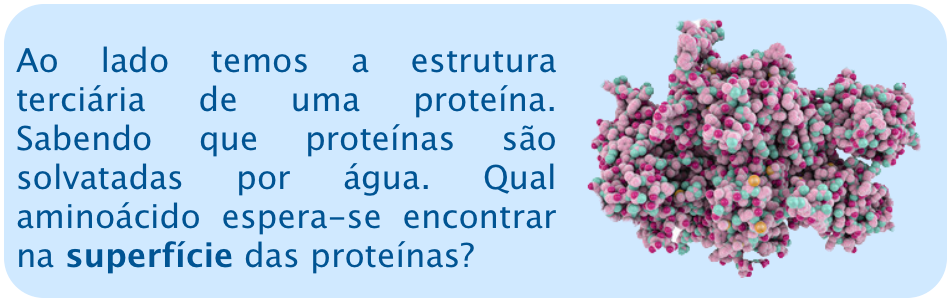 Ao lado temos a estrutura
terciária de uma proteína.
Sabendo que proteínas são
solvatadas por água. Qual
aminoácido espera-se encontrar
na superfície das proteínas?